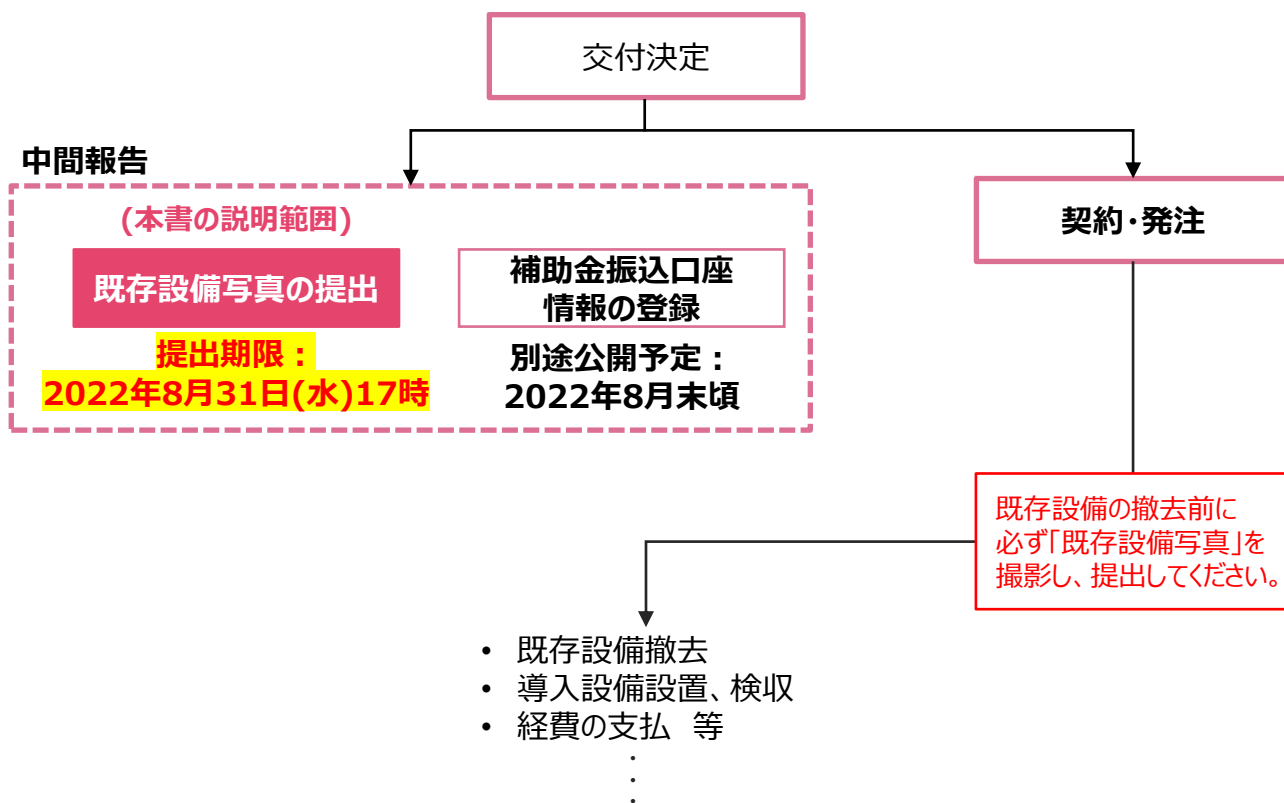 交付決定
中間報告
(本書の説明範囲)
既存設備写真の提出
提出期限：
2022年8月31日(水)17時
補助金振込口座
情報の登録
別途公開予定：
2022年8月末頃
契約・発注
既存設備の撤去前に
必ず「既存設備写真」を
撮影し、提出してください。
• 既存設備撤去
• 導入設備設置、検収
• 経費の支払　等
・
・
・